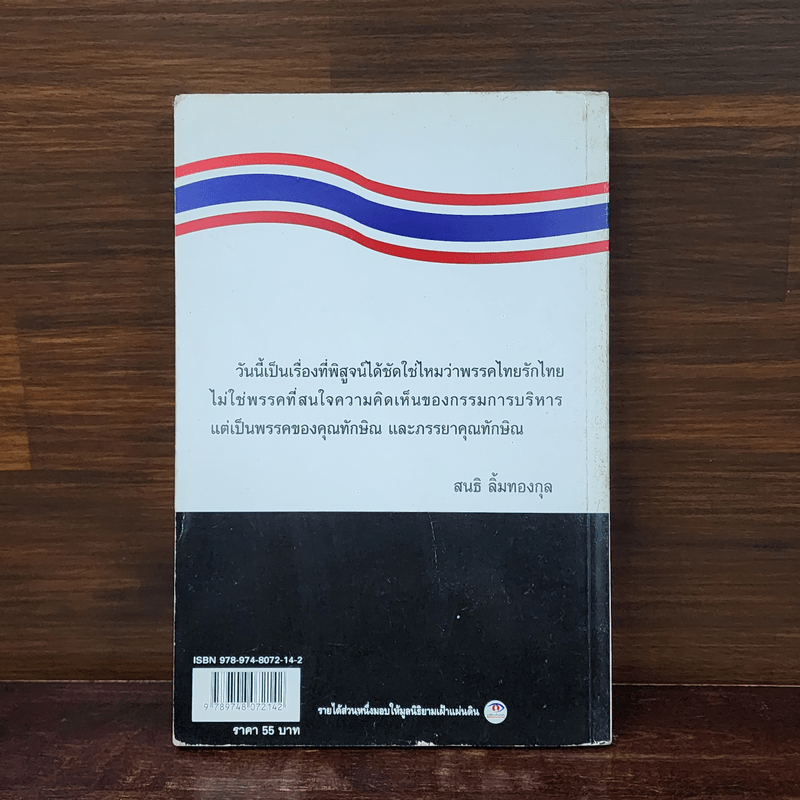 วันนี้เป็นเรื่องที่พิสูจน์ได้ชัดใช่ไหมว่าพรรคไทยรักไทย
ไม่ใช่พรรคที่สนใจความคิดเห็นของกรรมการบริหาร
แต่เป็นพรรคของคุณทักษิณ และภรรยาคุณทักษิณ
สนธิ ลิ้มทองกุล
ISBN 978-974-8072-14-2
9 789748 072142
ราคา 55 บาท
รายได้ส่วนหนึ่งมอบให้มูลนิธิยามเฝ้าแผ่นดิน